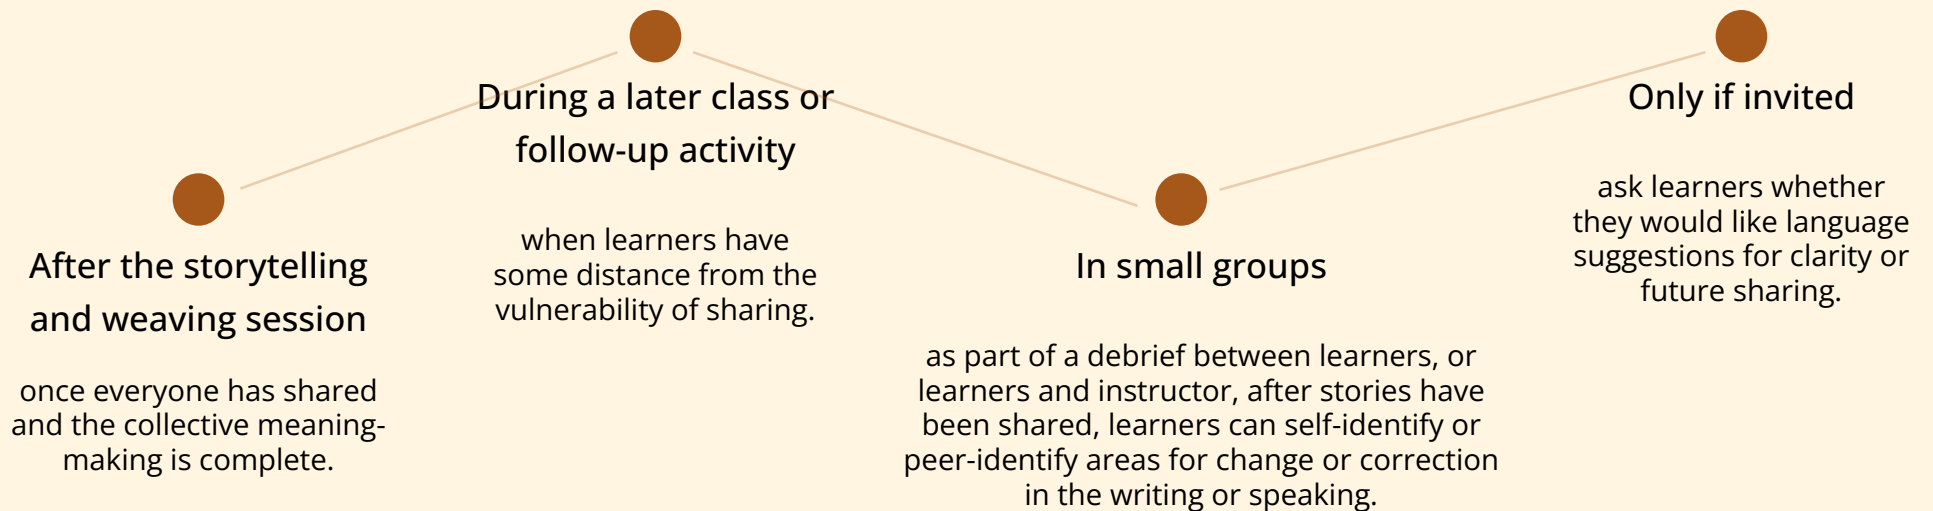 After the storytelling
and weaving session
once everyone has shared
and the collective meaning-
making is complete.
During a later class or
follow-up activity
when learners have
some distance from the
vulnerability of sharing.
In small groups
as part of a debrief between learners, or
learners and instructor, after stories have
been shared, learners can self-identify or
peer-identify areas for change or correction
in the writing or speaking.
Only if invited
ask learners whether
they would like language
suggestions for clarity or
future sharing.